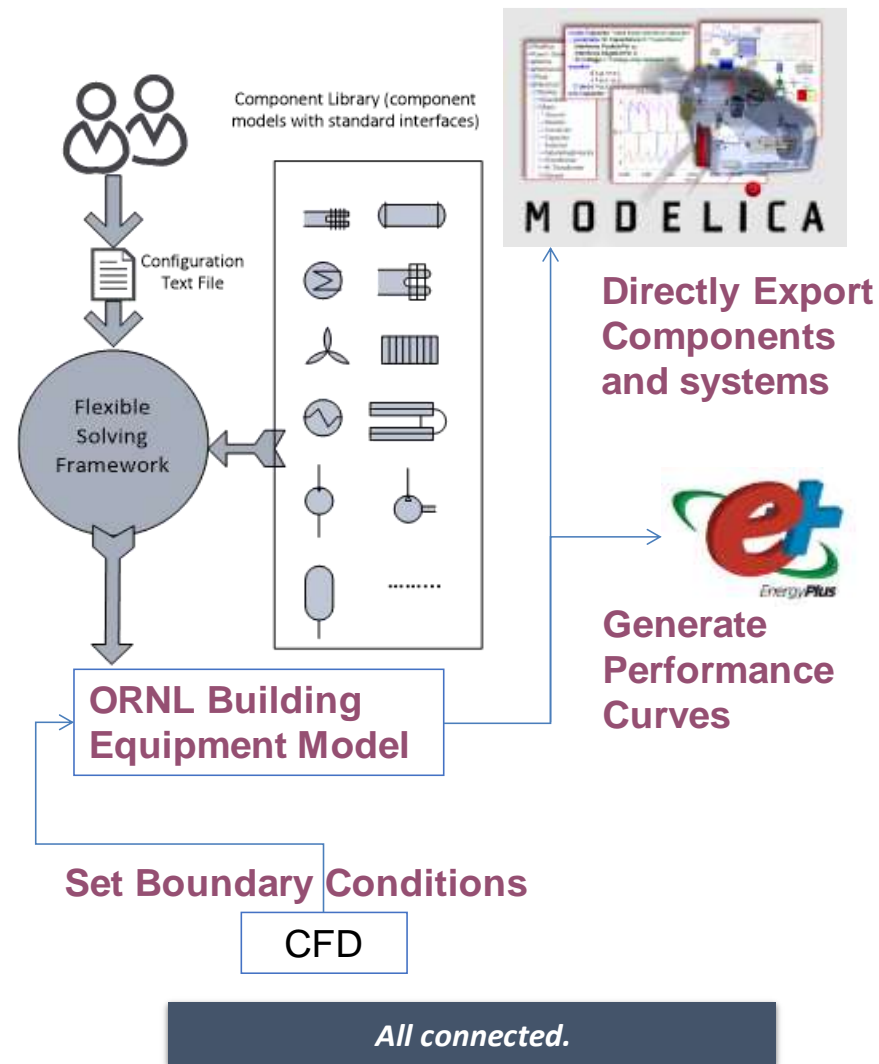 Component Library (component
models with standard interfaces)
Configuration
Text File
Flexible
Solving
Framework
.........
MODELICA
Directly Export
Components
and systems
e+
EnergyPlus
Generate
Performance
Curves
ORNL Building
Equipment Model
Set Boundary Conditions
CFD
All connected.